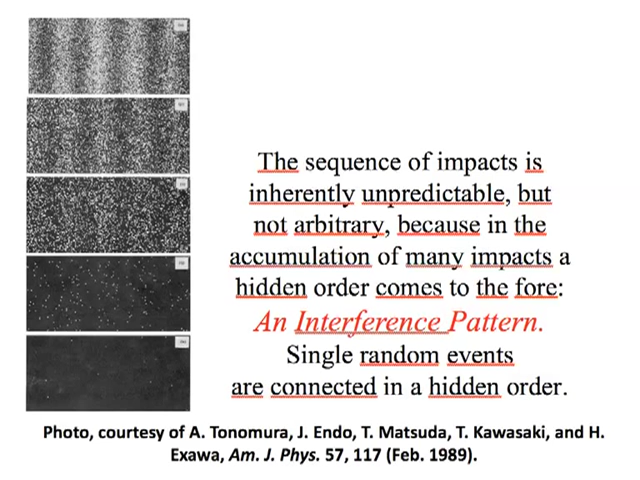 The sequence of impacts is
inherently unpredictable, but
not arbitrary, because in the
accumulation of many impacts a
hidden order comes to the fore:
An Interference Pattern.
Single random events
are connected in a hidden order.
Photo, courtesy of A. Tonomura, J. Endo, T. Matsuda, T. Kawasaki, and H.
Exawa, Am. J. Phys. 57, 117 (Feb. 1989).